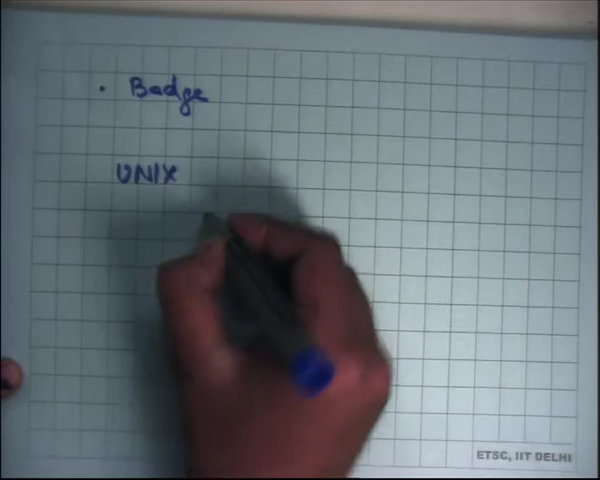 • Badge
UNIX
ETSC, IIT DELHI